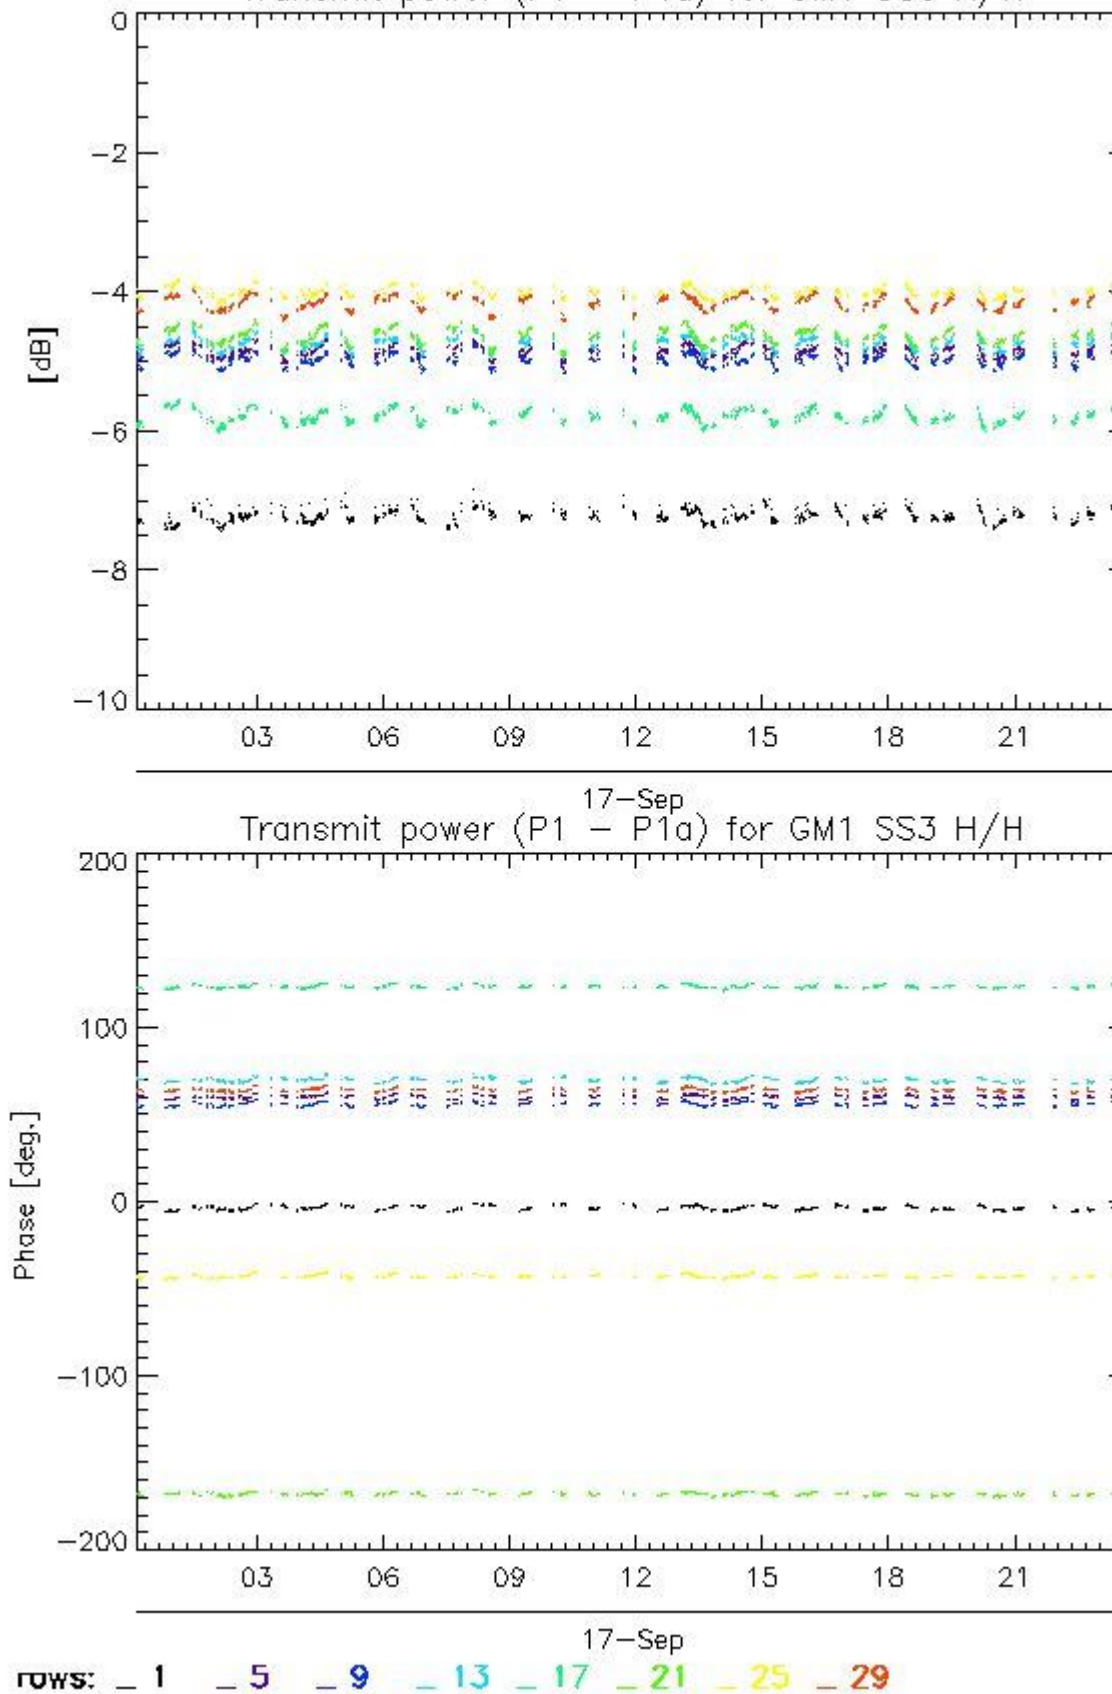 0
-2
-4
[dB]
-6
-8
-10
03 06 09 12 15 18 21
17-Sep
Transmit power (P1 - P1a) for GM1 SS3 H/H
200
100
Phase [deg.]
0
-100
-200
03 06 09 12 15 18 21
17-Sep
rows: _ 1 _ 5 _ 9 _ 13 _ 17 _ 21 _ 25 _ 29